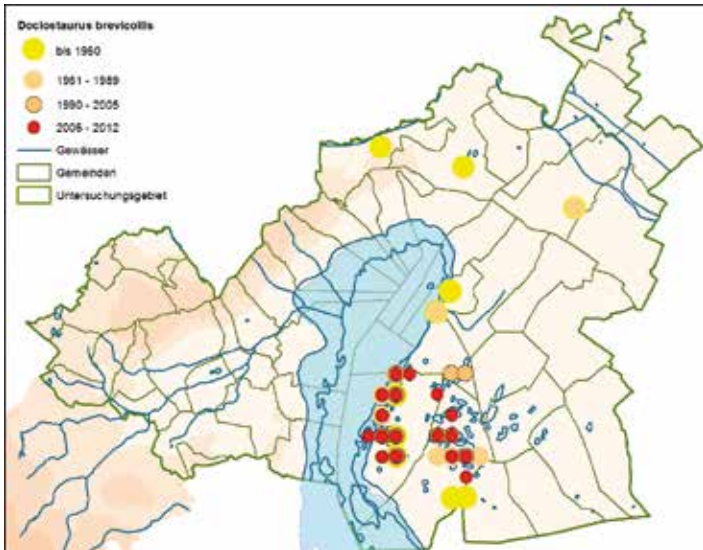 Dociostaurus brevicollis
bis 1960
1961 - 1989
1990 - 2005
2006 - 2012
Gewässer
Gemeinden
Untersuchungsgebiet